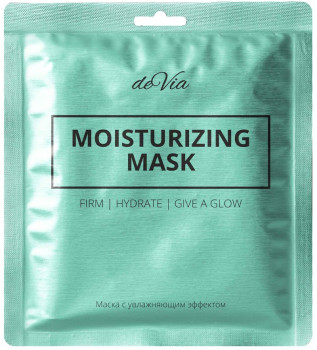 deVia
MOISTURIZING
MASK
FIRM | HYDRATE | GIVE A GLOW
Маска с увлажняющим эффектом